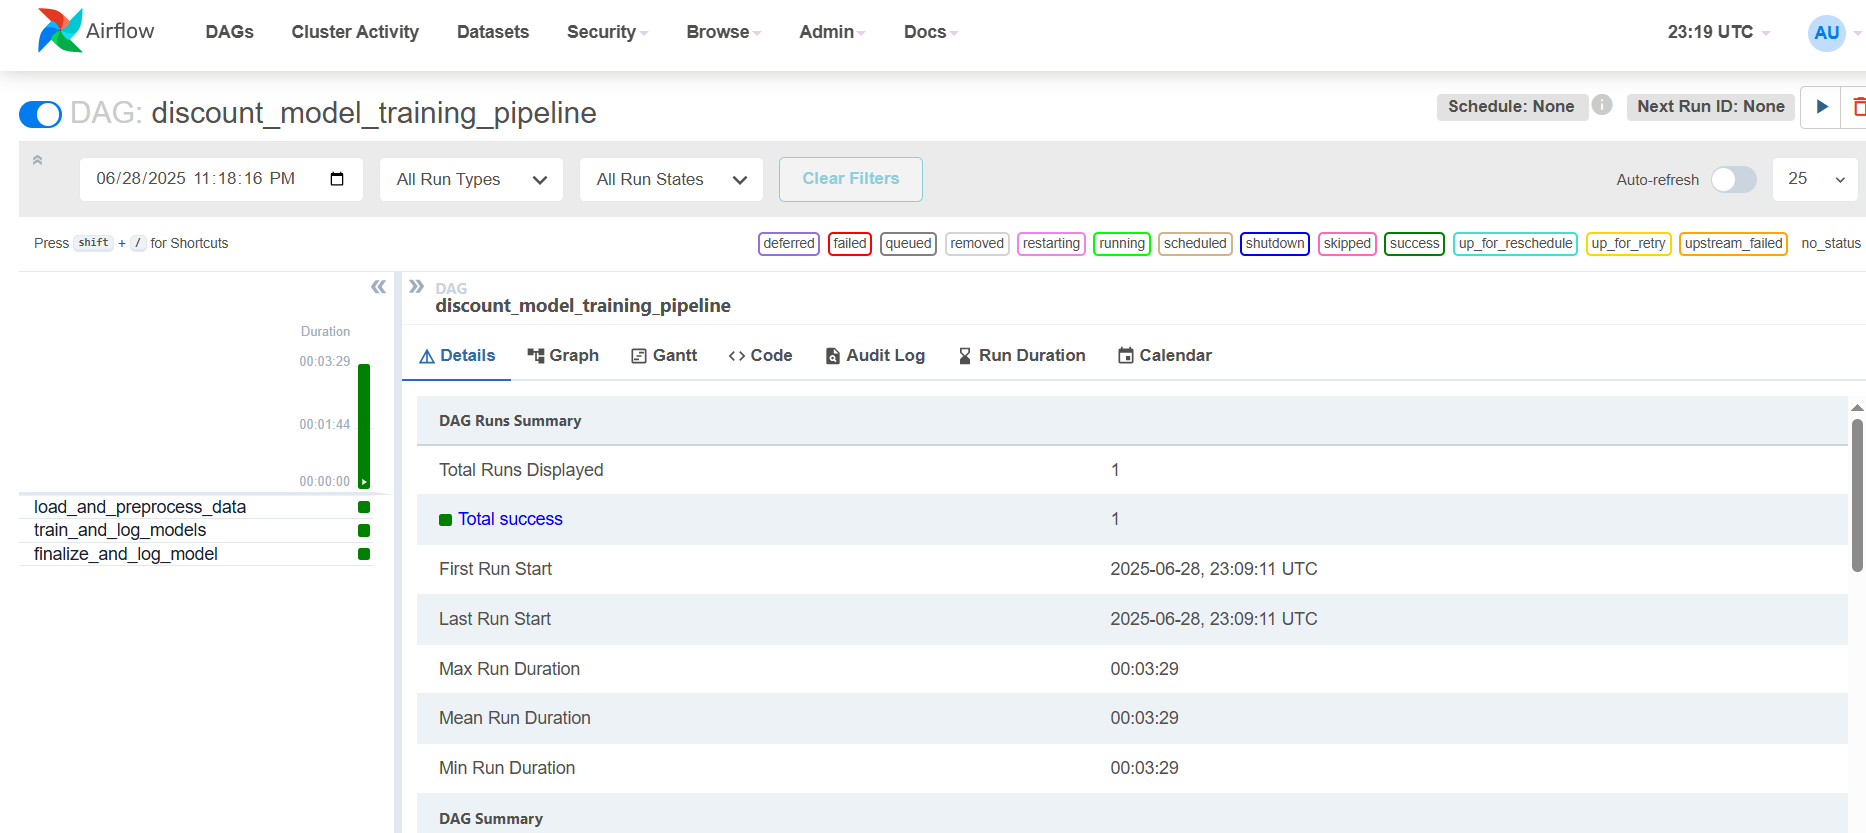 Airflow DAGs Cluster Activity Datasets Security Browse Admin Docs 23:19 UTC AU
DAG: discount_model_training_pipeline Schedule: None i Next Run ID: None
06/28/2025 11:18:16 PM All Run Types All Run States Clear Filters Auto-refresh 25
Press shift + / for Shortcuts deferred failed queued removed restarting running scheduled shutdown skipped success up_for_reschedule up_for_retry upstream_failed no_status
DAG
discount_model_training_pipeline
Duration
00:03:29
00:01:44
00:00:00
load_and_preprocess_data
train_and_log_models
finalize_and_log_model
Details Graph Gantt Code Audit Log Run Duration Calendar
DAG Runs Summary
Total Runs Displayed 1
Total success 1
First Run Start 2025-06-28, 23:09:11 UTC
Last Run Start 2025-06-28, 23:09:11 UTC
Max Run Duration 00:03:29
Mean Run Duration 00:03:29
Min Run Duration 00:03:29
DAG Summary